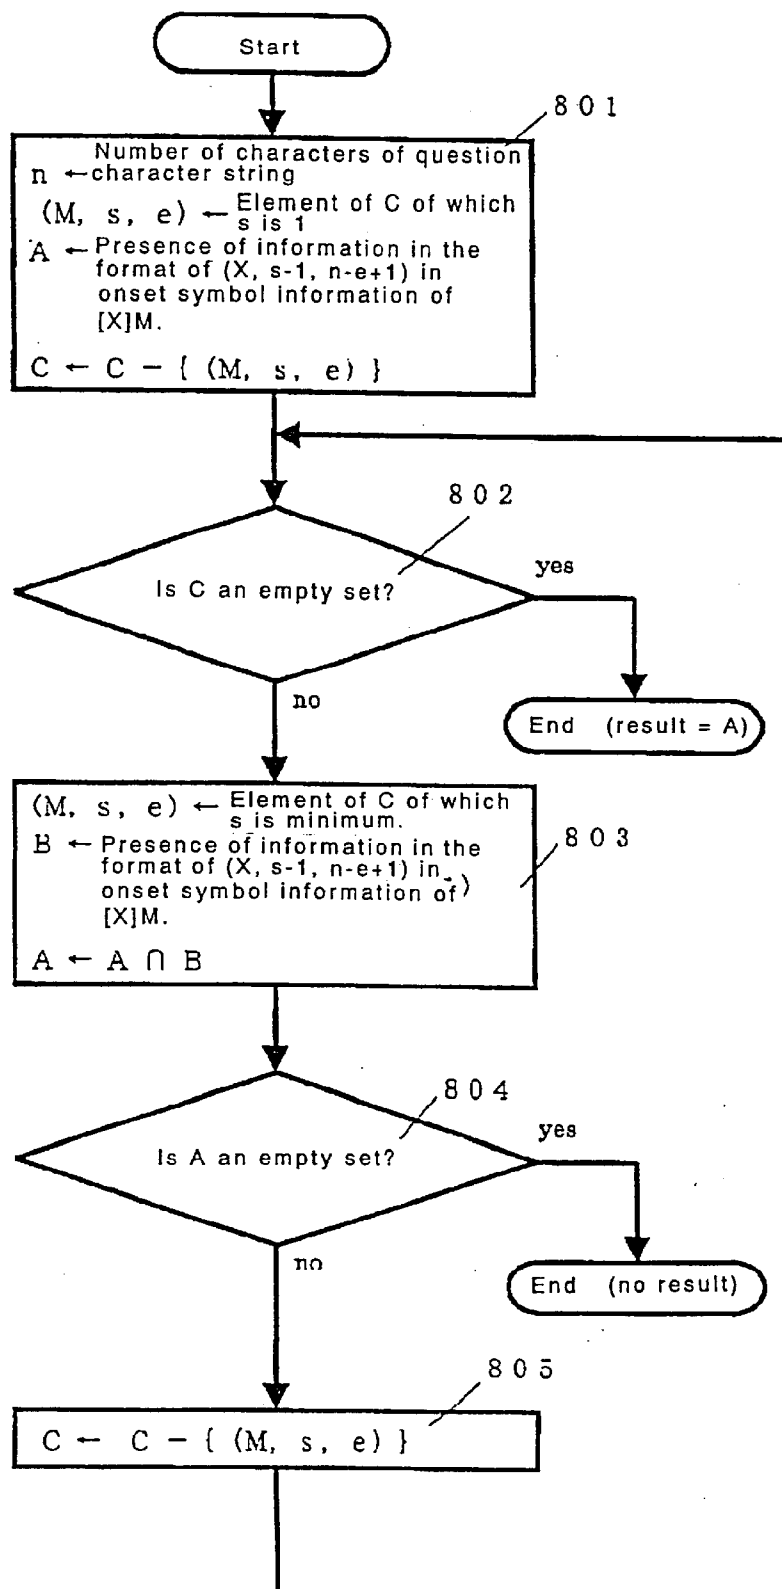 Start
801
Number of characters of question
n ← character string
(M, s, e) ← Element of C of which
s is 1
A ← Presence of information in the
format of (X, s-1, n-e+1) in
onset symbol information of
[X]M.
C ← C − { (M, s, e) }
802
Is C an empty set?
yes
no
End (result = A)
(M, s, e) ← Element of C of which
s is minimum.
803
B ← Presence of information in the
format of (X, s-1, n-e+1) in
onset symbol information of
[X]M.
A ← A ∩ B
804
Is A an empty set?
yes
no
End (no result)
805
C ← C − { (M, s, e) }